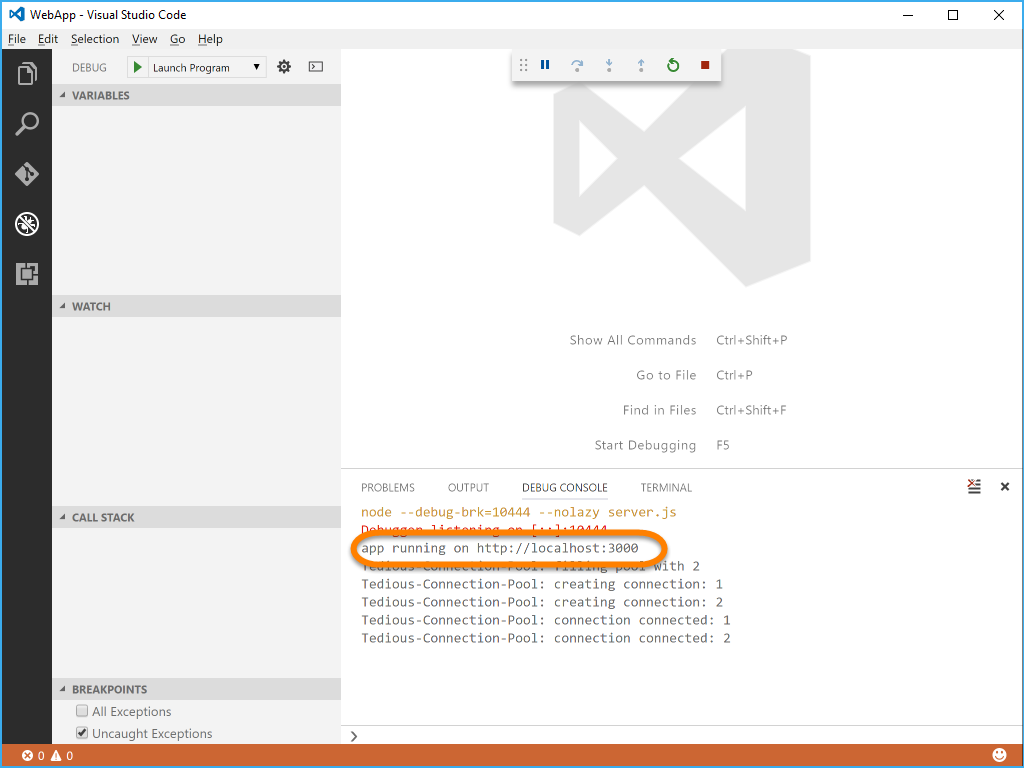 WebApp - Visual Studio Code
File Edit Selection View Go Help
DEBUG Launch Program
VARIABLES
WATCH
CALL STACK
BREAKPOINTS
All Exceptions
Uncaught Exceptions
Show All Commands Ctrl+Shift+P
Go to File Ctrl+P
Find in Files Ctrl+Shift+F
Start Debugging F5
PROBLEMS OUTPUT DEBUG CONSOLE TERMINAL
node --debug-brk=10444 --nolazy server.js
Debugger listening on [::]:10444
app running on http://localhost:3000
Tedious-Connection-Pool: filling pool with 2
Tedious-Connection-Pool: creating connection: 1
Tedious-Connection-Pool: creating connection: 2
Tedious-Connection-Pool: connection connected: 1
Tedious-Connection-Pool: connection connected: 2
0 0